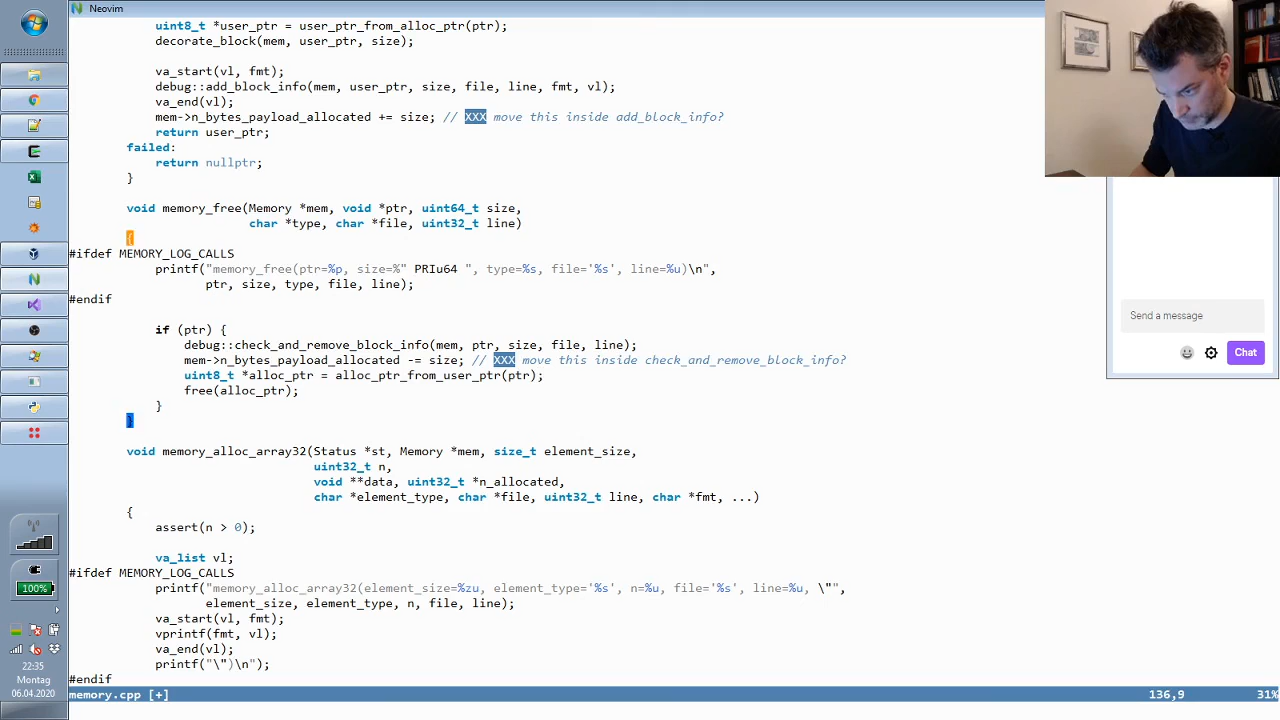 Neovim
uint8_t *user_ptr = user_ptr_from_alloc_ptr(ptr);
decorate_block(mem, user_ptr, size);
va_start(vl, fmt);
debug::add_block_info(mem, user_ptr, size, file, line, fmt, vl);
va_end(vl);
mem->n_bytes_payload_allocated += size; // XXX move this inside add_block_info?
return user_ptr;
failed:
return nullptr;
}
void memory_free(Memory *mem, void *ptr, uint64_t size,
char *type, char *file, uint32_t line)
{
#ifdef MEMORY_LOG_CALLS
printf("memory_free(ptr=%p, size=%" PRIu64 ", type=%s, file='%s', line=%u)\n",
ptr, size, type, file, line);
#endif
if (ptr) {
debug::check_and_remove_block_info(mem, ptr, size, file, line);
mem->n_bytes_payload_allocated -= size; // XXX move this inside check_and_remove_block_info?
uint8_t *alloc_ptr = alloc_ptr_from_user_ptr(ptr);
free(alloc_ptr);
}
}
void memory_alloc_array32(Status *st, Memory *mem, size_t element_size,
uint32_t n,
void **data, uint32_t *n_allocated,
char *element_type, char *file, uint32_t line, char *fmt, ...)
{
assert(n > 0);
va_list vl;
#ifdef MEMORY_LOG_CALLS
printf("memory_alloc_array32(element_size=%zu, element_type='%s', n=%u, file='%s', line=%u, \"",
element_size, element_type, n, file, line);
va_start(vl, fmt);
vprintf(fmt, vl);
va_end(vl);
printf("\")\n");
#endif
memory.cpp [+] 136,9 31%
Send a message
Chat
100%
22:35
Montag
06.04.2020